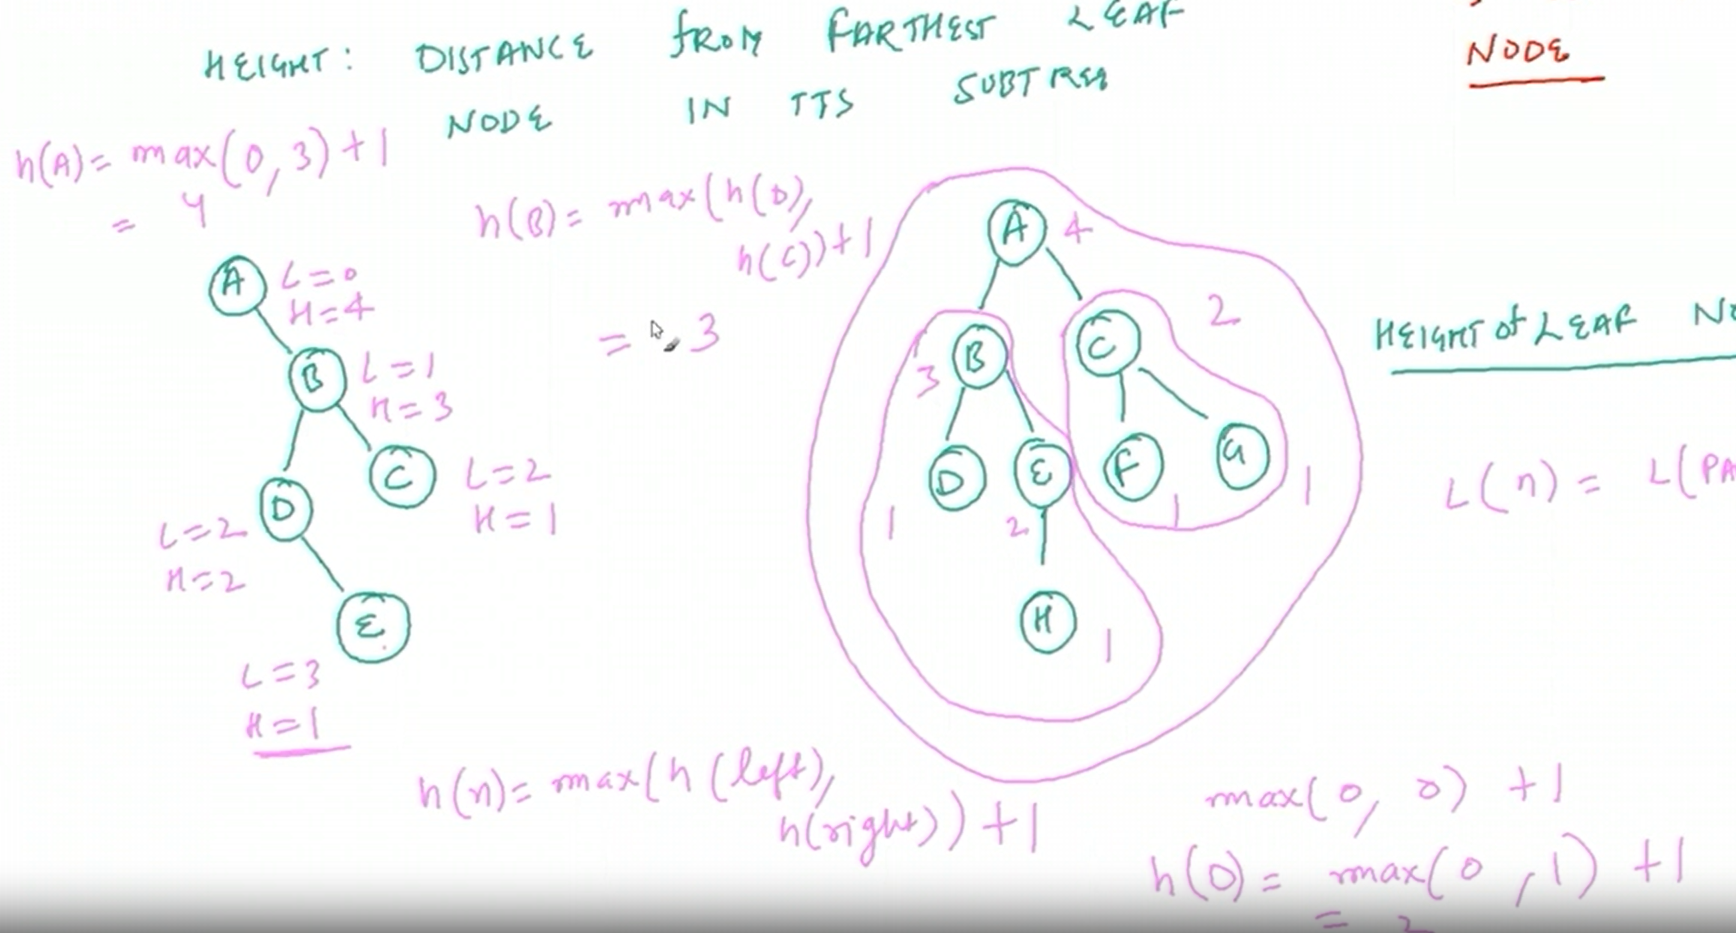 HEIGHT: DISTANCE FROM FARTHEST LEAF
NODE IN ITS SUBTREE
NODE
h(A) = max(0, 3) + 1
= 4
h(B) = max(h(D),
h(C)) + 1
= 3
A L=0
H=4
B L=1
H=3
C L=2
H=1
D L=2
H=2
E
L=3
H=1
A 4
B 3
C 2
D 1
E 2
F 1
G 1
H 1
HEIGHT of LEAF
L(n) = L(PA
h(n) = max(h(left),
h(right)) + 1
max(0, 0) + 1
h(D) = max(0, 1) + 1
= 2